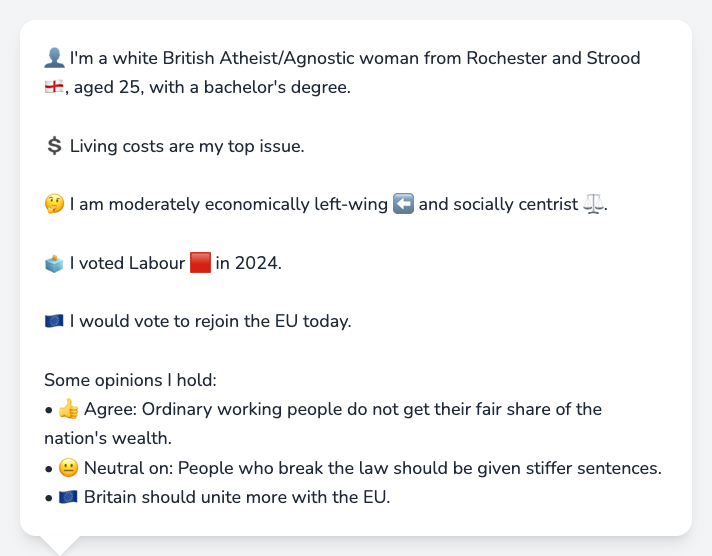 👤 I'm a white British Atheist/Agnostic woman from Rochester and Strood
🏴󠁧󠁢󠁥󠁮󠁧󠁿, aged 25, with a bachelor's degree.
💲 Living costs are my top issue.
🤔 I am moderately economically left-wing ⬅️ and socially centrist ⚖️.
🗳️ I voted Labour 🟥 in 2024.
🇪🇺 I would vote to rejoin the EU today.
Some opinions I hold:
• 👍 Agree: Ordinary working people do not get their fair share of the
nation's wealth.
• 😐 Neutral on: People who break the law should be given stiffer sentences.
• 🇪🇺 Britain should unite more with the EU.